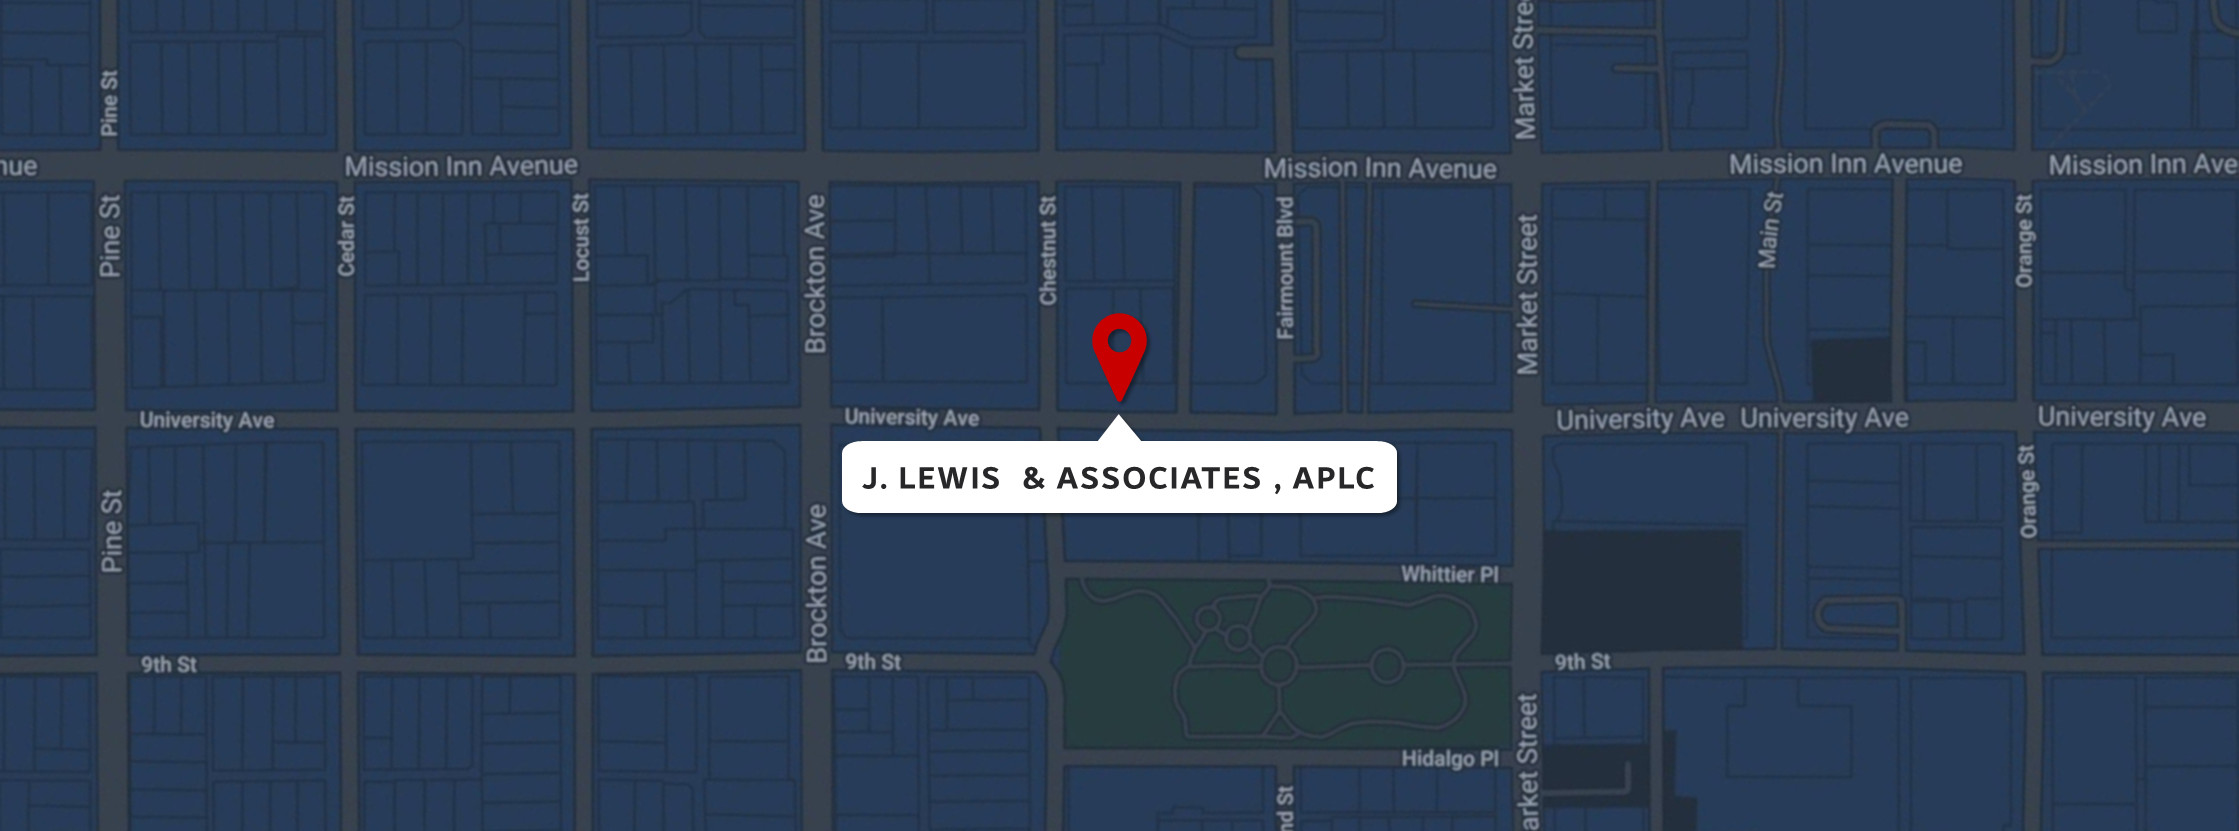 Market Stre
Pine St
nue
Mission Inn Avenue
Mission Inn Avenue
Mission Inn Avenue
Mission Inn Ave
Pine St
Cedar St
Locust St
Brockton Ave
Chestnut St
Fairmount Blvd
Market Street
Main St
Orange St
University Ave
University Ave
University Ave
University Ave
University Ave
J. LEWIS & ASSOCIATES , APLC
Pine St
Brockton Ave
Orange St
Whittier Pl
9th St
9th St
9th St
Hidalgo Pl
arket Street
nd St